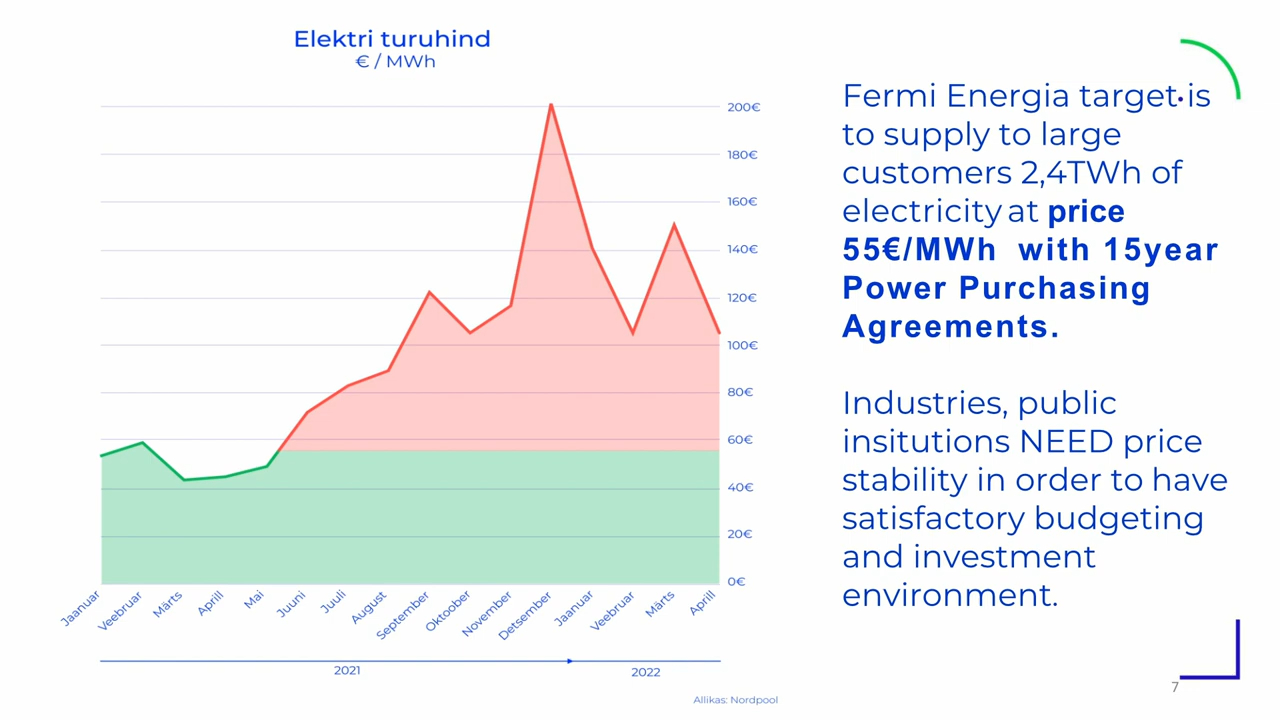 Elektri turuhind
€ / MWh
200€
180€
160€
140€
120€
100€
80€
60€
40€
20€
0€
Jaanuar
Veebruar
Märts
Aprill
Mai
Juuni
Juuli
August
September
Oktoober
November
Detsember
Jaanuar
Veebruar
Märts
Aprill
2021
2022
Allikas: Nordpool
Fermi Energia target is
to supply to large
customers 2,4TWh of
electricity at price
55€/MWh with 15year
Power Purchasing
Agreements.
Industries, public
insitutions NEED price
stability in order to have
satisfactory budgeting
and investment
environment.
7